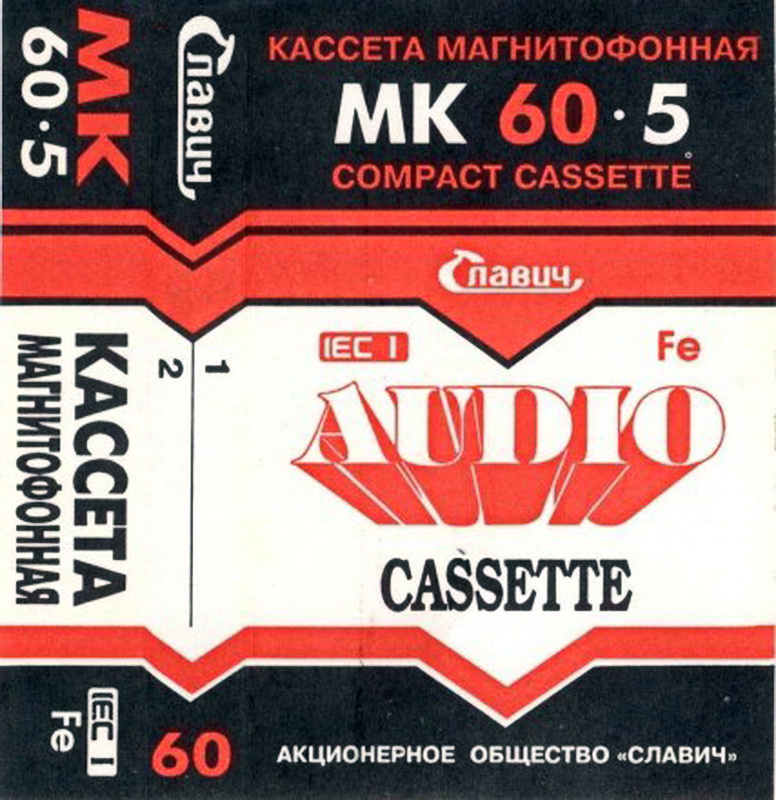 МК
60·5
Славич
КАССЕТА МАГНИТОФОННАЯ
МК 60·5
COMPACT CASSETTE
Славич
IEC I
Fe
AUDIO
CASSETTE
1
2
КАССЕТА
МАГНИТОФОННАЯ
IEC I
Fe
60
АКЦИОНЕРНОЕ ОБЩЕСТВО «СЛАВИЧ»